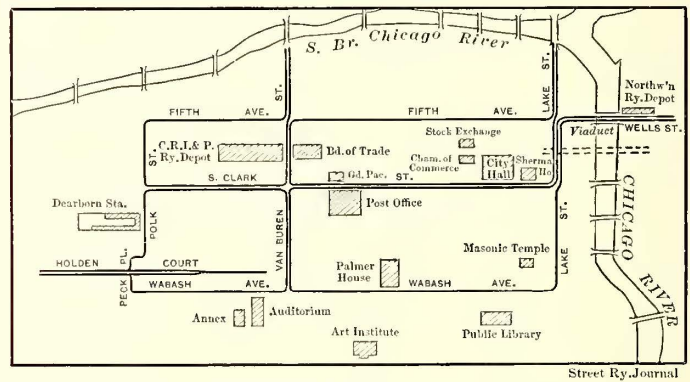 S. Br. Chicago River
FIFTH AVE. ST.
FIFTH AVE.
LAKE ST.
Northw'n
Ry. Depot
WELLS ST.
Viaduct
Stock Exchange
C.R.I.& P.
Ry. Depot
Bd. of Trade
Cham. of
Commerce
City
Hall
Sherma
Ho.
ST.
S. CLARK
Gd. Pac.
ST.
Post Office
CHICAGO
RIVER
Dearborn Sta.
POLK
VAN BUREN
LAKE ST.
Masonic Temple
HOLDEN COURT
PECK PL.
WABASH AVE.
Palmer
House
WABASH AVE.
Annex
Auditorium
Art Institute
Public Library
Street Ry. Journal